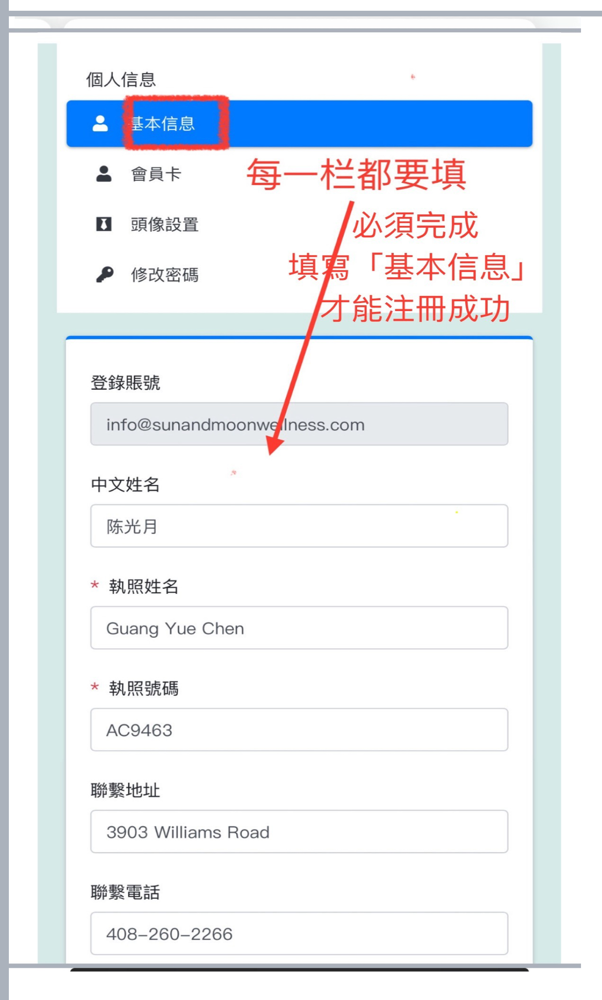 個人信息
基本信息
會員卡
每一栏都要填
頭像設置
必須完成
填寫「基本信息」
修改密碼
才能注冊成功
登錄賬號
info@sunandmoonwellness.com
中文姓名
陈光月
* 執照姓名
Guang Yue Chen
* 執照號碼
AC9463
聯繫地址
3903 Williams Road
聯繫電話
408-260-2266